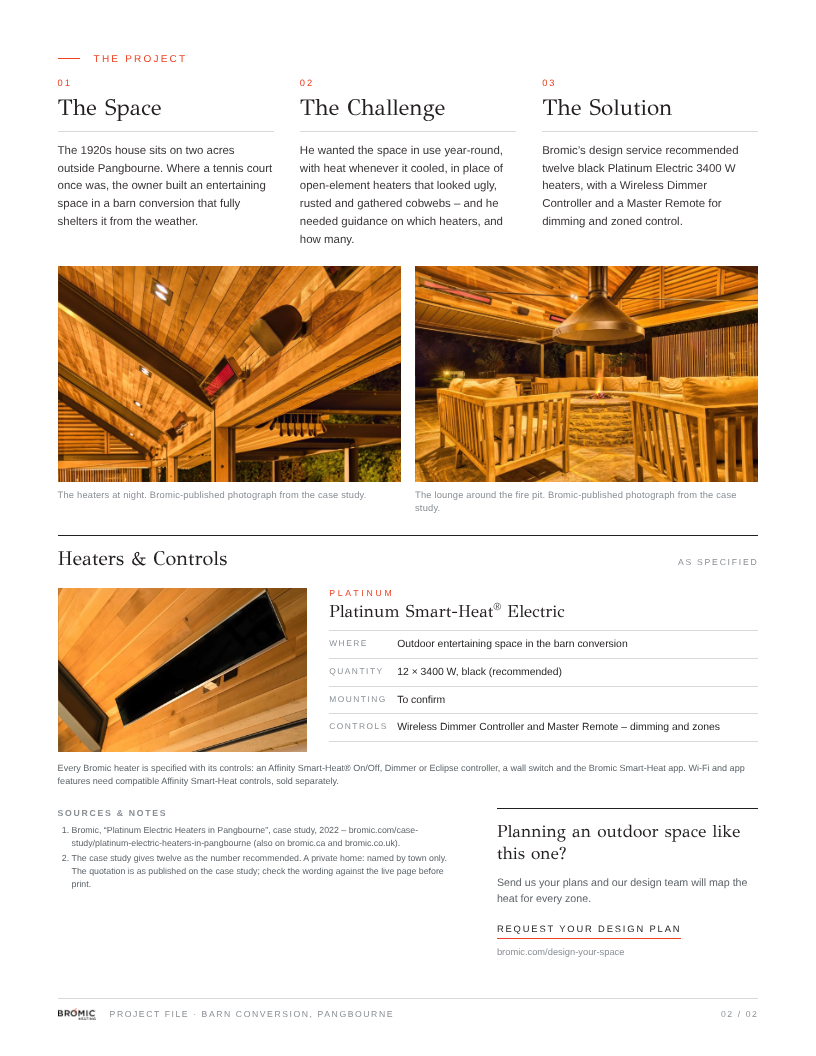 THE PROJECT
01
The Space
The 1920s house sits on two acres
outside Pangbourne. Where a tennis court
once was, the owner built an entertaining
space in a barn conversion that fully
shelters it from the weather.
02
The Challenge
He wanted the space in use year-round,
with heat whenever it cooled, in place of
open-element heaters that looked ugly,
rusted and gathered cobwebs – and he
needed guidance on which heaters, and
how many.
03
The Solution
Bromic’s design service recommended
twelve black Platinum Electric 3400 W
heaters, with a Wireless Dimmer
Controller and a Master Remote for
dimming and zoned control.
The heaters at night. Bromic-published photograph from the case study.
The lounge around the fire pit. Bromic-published photograph from the case
study.
Heaters & Controls
AS SPECIFIED
PLATINUM
Platinum Smart-Heat® Electric
WHERE Outdoor entertaining space in the barn conversion
QUANTITY 12 × 3400 W, black (recommended)
MOUNTING To confirm
CONTROLS Wireless Dimmer Controller and Master Remote – dimming and zones
Every Bromic heater is specified with its controls: an Affinity Smart-Heat® On/Off, Dimmer or Eclipse controller, a wall switch and the Bromic Smart-Heat app. Wi-Fi and app
features need compatible Affinity Smart-Heat controls, sold separately.
SOURCES & NOTES
1. Bromic, “Platinum Electric Heaters in Pangbourne”, case study, 2022 – bromic.com/case-
study/platinum-electric-heaters-in-pangbourne (also on bromic.ca and bromic.co.uk).
2. The case study gives twelve as the number recommended. A private home: named by town only.
The quotation is as published on the case study; check the wording against the live page before
print.
Planning an outdoor space like
this one?
Send us your plans and our design team will map the
heat for every zone.
REQUEST YOUR DESIGN PLAN
bromic.com/design-your-space
BROMIC
HEATING
PROJECT FILE · BARN CONVERSION, PANGBOURNE
02 / 02